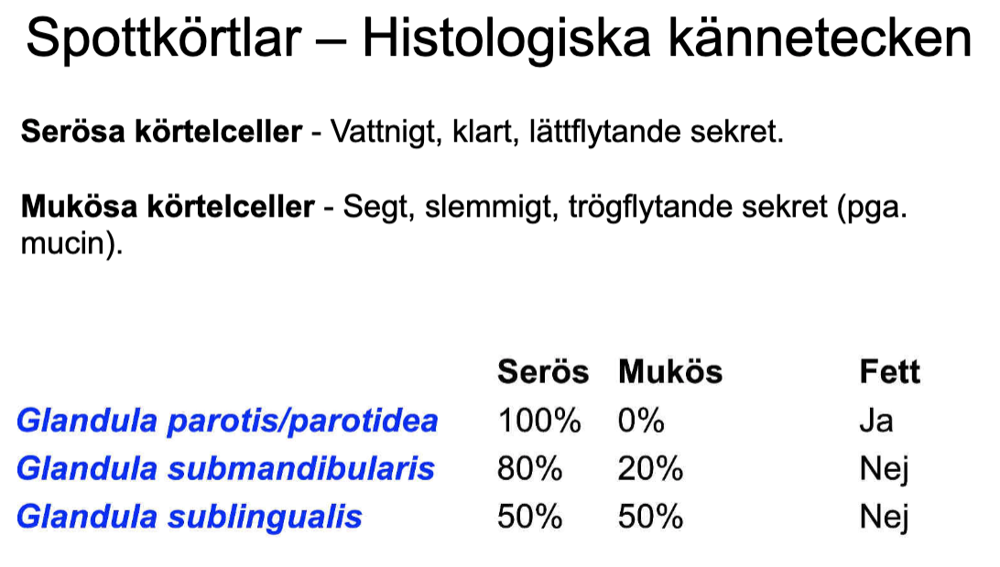 Spottkörtlar – Histologiska kännetecken
Serösa körtelceller - Vattnigt, klart, lättflytande sekret.
Mukösa körtelceller - Segt, slemmigt, trögflytande sekret (pga.
mucin).
Serös Mukös Fett
Glandula parotis/parotidea 100% 0% Ja
Glandula submandibularis 80% 20% Nej
Glandula sublingualis 50% 50% Nej